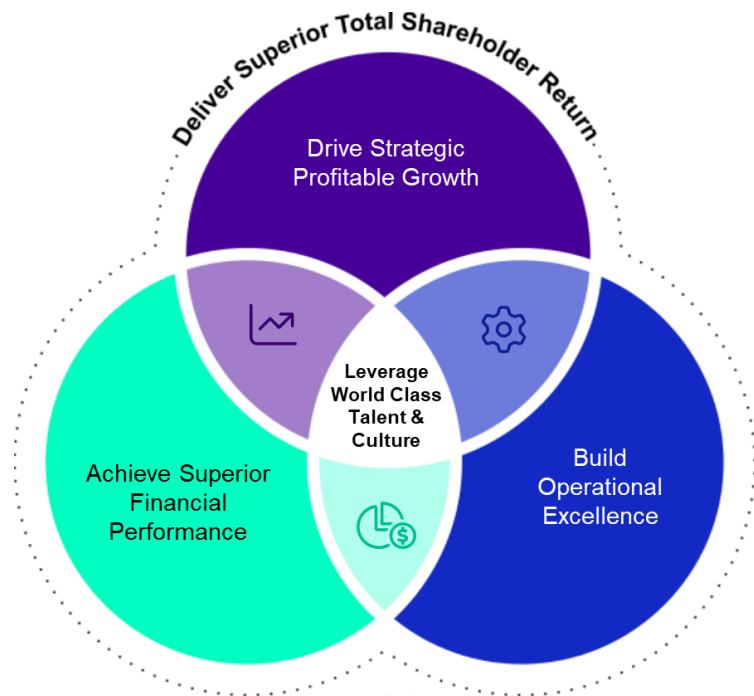 Deliver Superior Total Shareholder Return
Drive Strategic
Profitable Growth
Leverage
World Class
Talent &
Culture
Achieve Superior
Financial
Performance
Build
Operational
Excellence
$